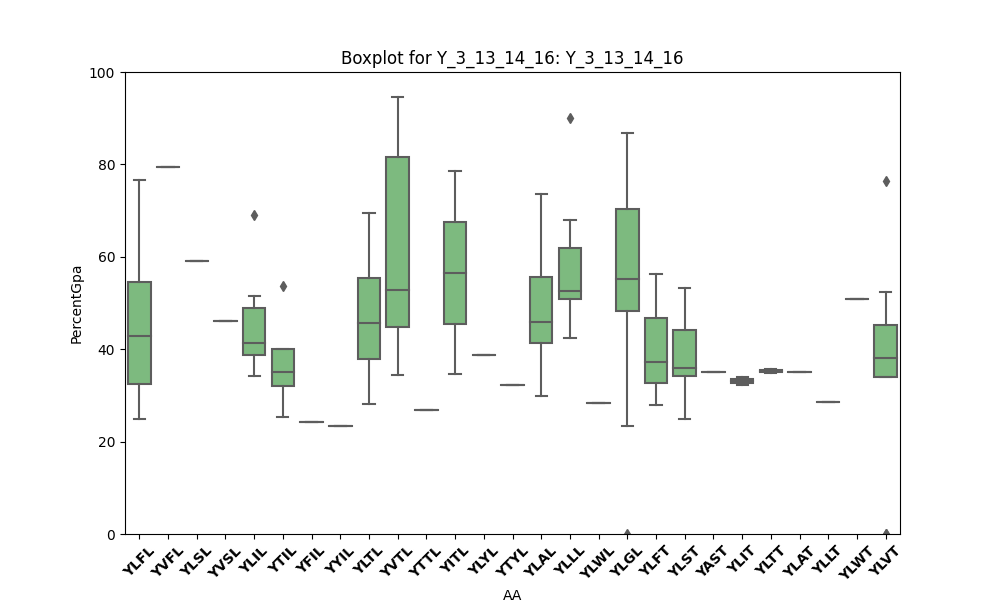 Boxplot for Y_3_13_14_16: Y_3_13_14_16
100
80
60
40
20
0
PercentGpa
YLFL YVFL YLSL YVSL YLIL YTIL YFIL YYIL YLTL YVTL YTTL YITL YLYL YTYL YLAL YLLL YLWL YLGL YLFT YLST YAST YLIT YLTT YLAT YLLT YLWT YLVT
AA